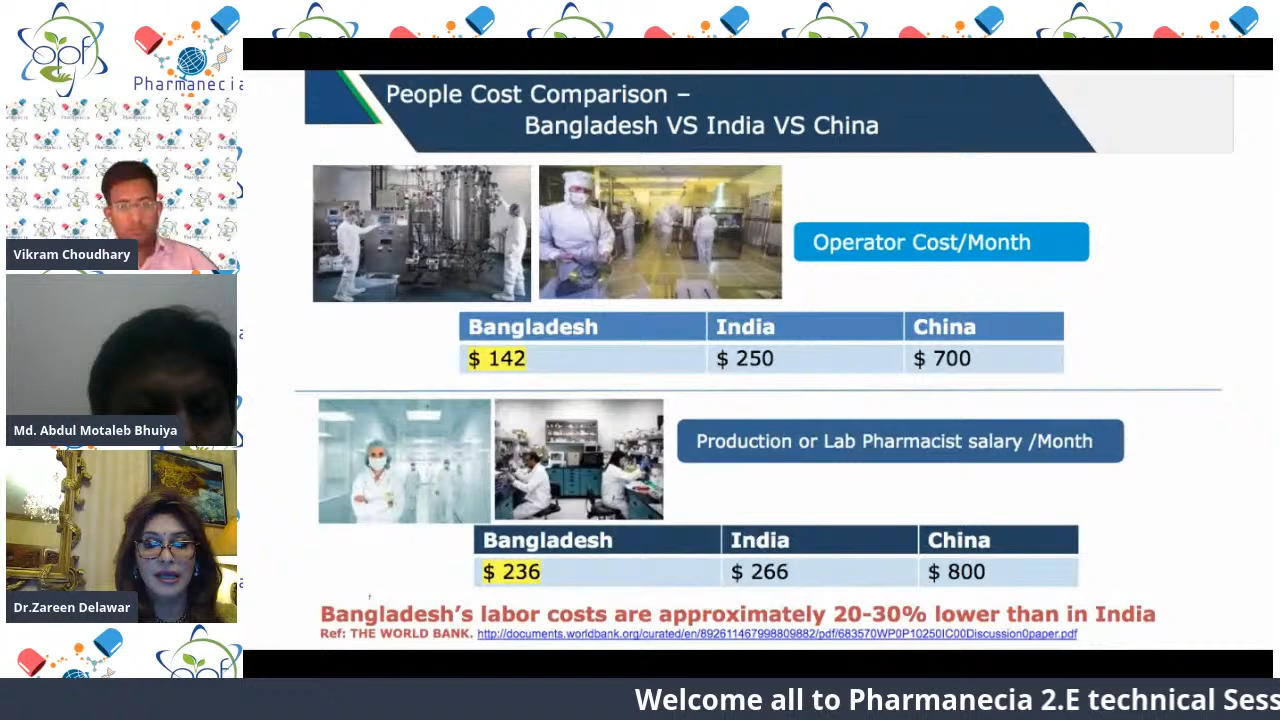 opf
Pharmanecia
Vikram Choudhary
Md. Abdul Motaleb Bhuiya
Dr.Zareen Delawar
People Cost Comparison –
Bangladesh VS India VS China
Operator Cost/Month
Bangladesh India China
$ 142 $ 250 $ 700
Production or Lab Pharmacist salary /Month
Bangladesh India China
$ 236 $ 266 $ 800
Bangladesh’s labor costs are approximately 20-30% lower than in India
Ref: THE WORLD BANK. http://documents.worldbank.org/curated/en/892611467998809882/pdf/683570WP0P10250IC00Discussion0paper.pdf
Welcome all to Pharmanecia 2.E technical Sess